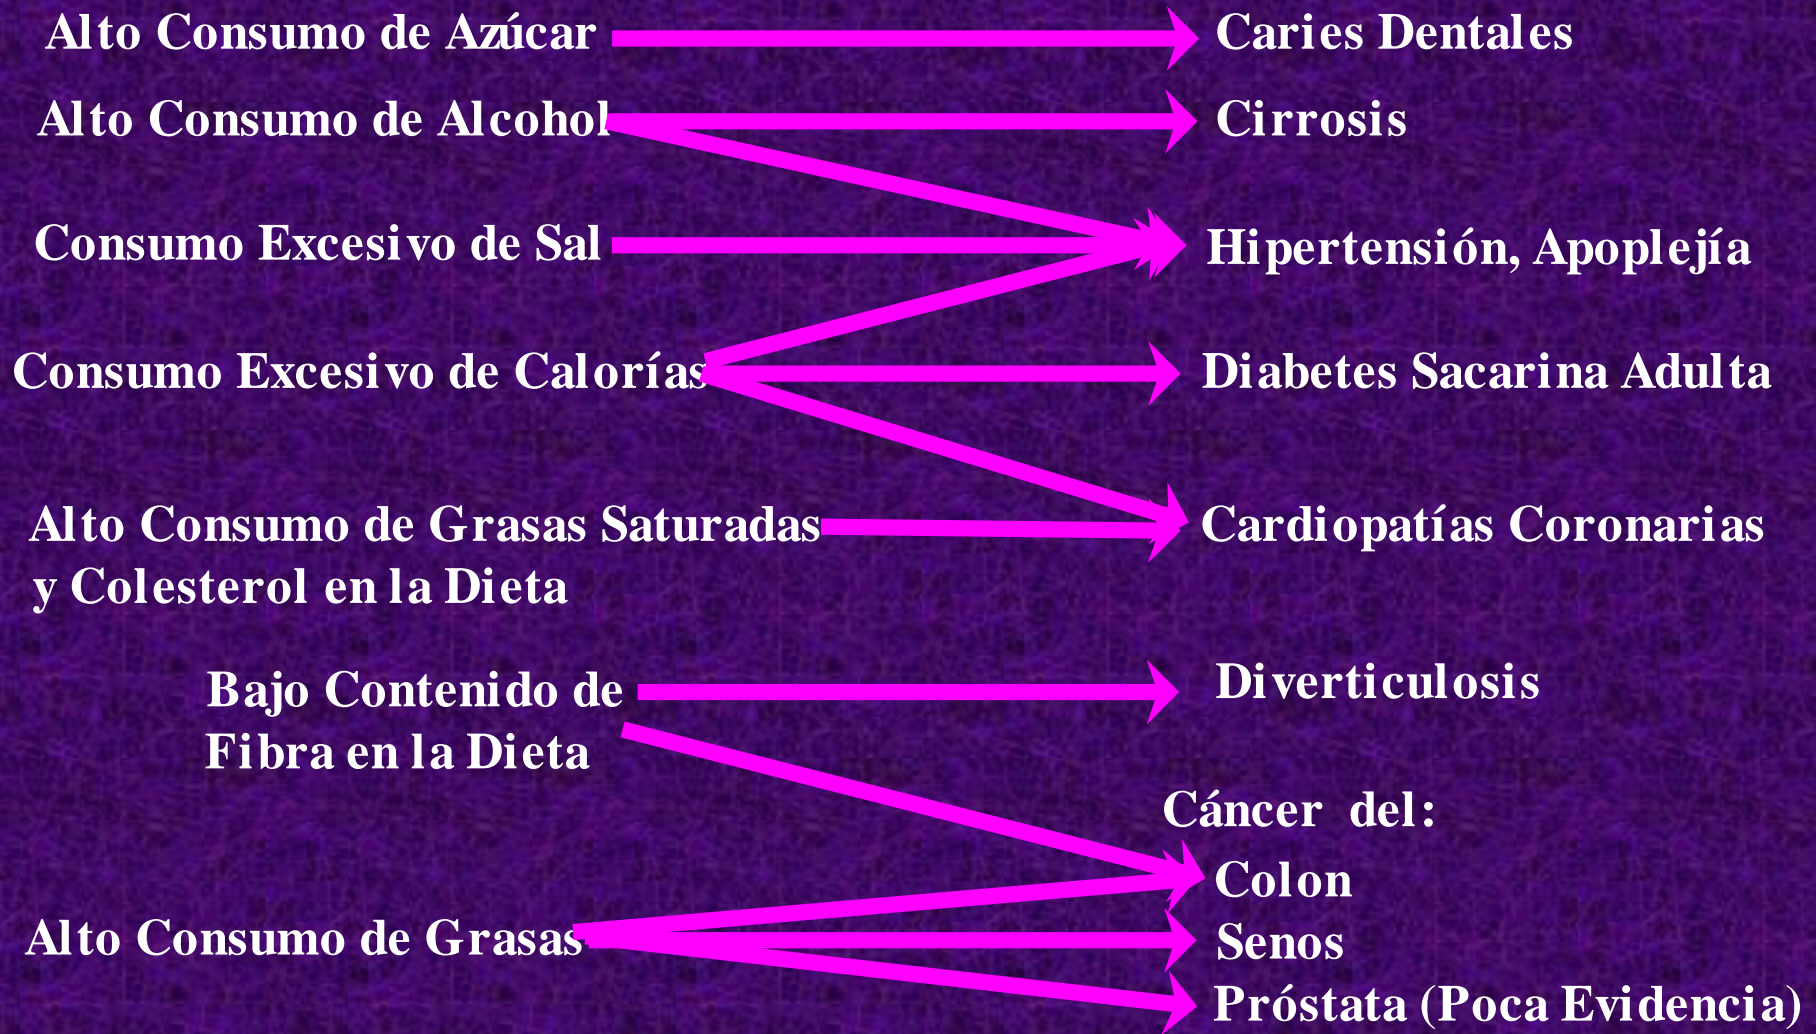 Alto Consumo de Azúcar
Caries Dentales
Alto Consumo de Alcohol
Cirrosis
Consumo Excesivo de Sal
Hipertensión, Apoplejía
Consumo Excesivo de Calorías
Diabetes Sacarina Adulta
Alto Consumo de Grasas Saturadas
y Colesterol en la Dieta
Cardiopatías Coronarias
Bajo Contenido de
Fibra en la Dieta
Diverticulosis
Cáncer del:
Colon
Alto Consumo de Grasas
Senos
Próstata (Poca Evidencia)